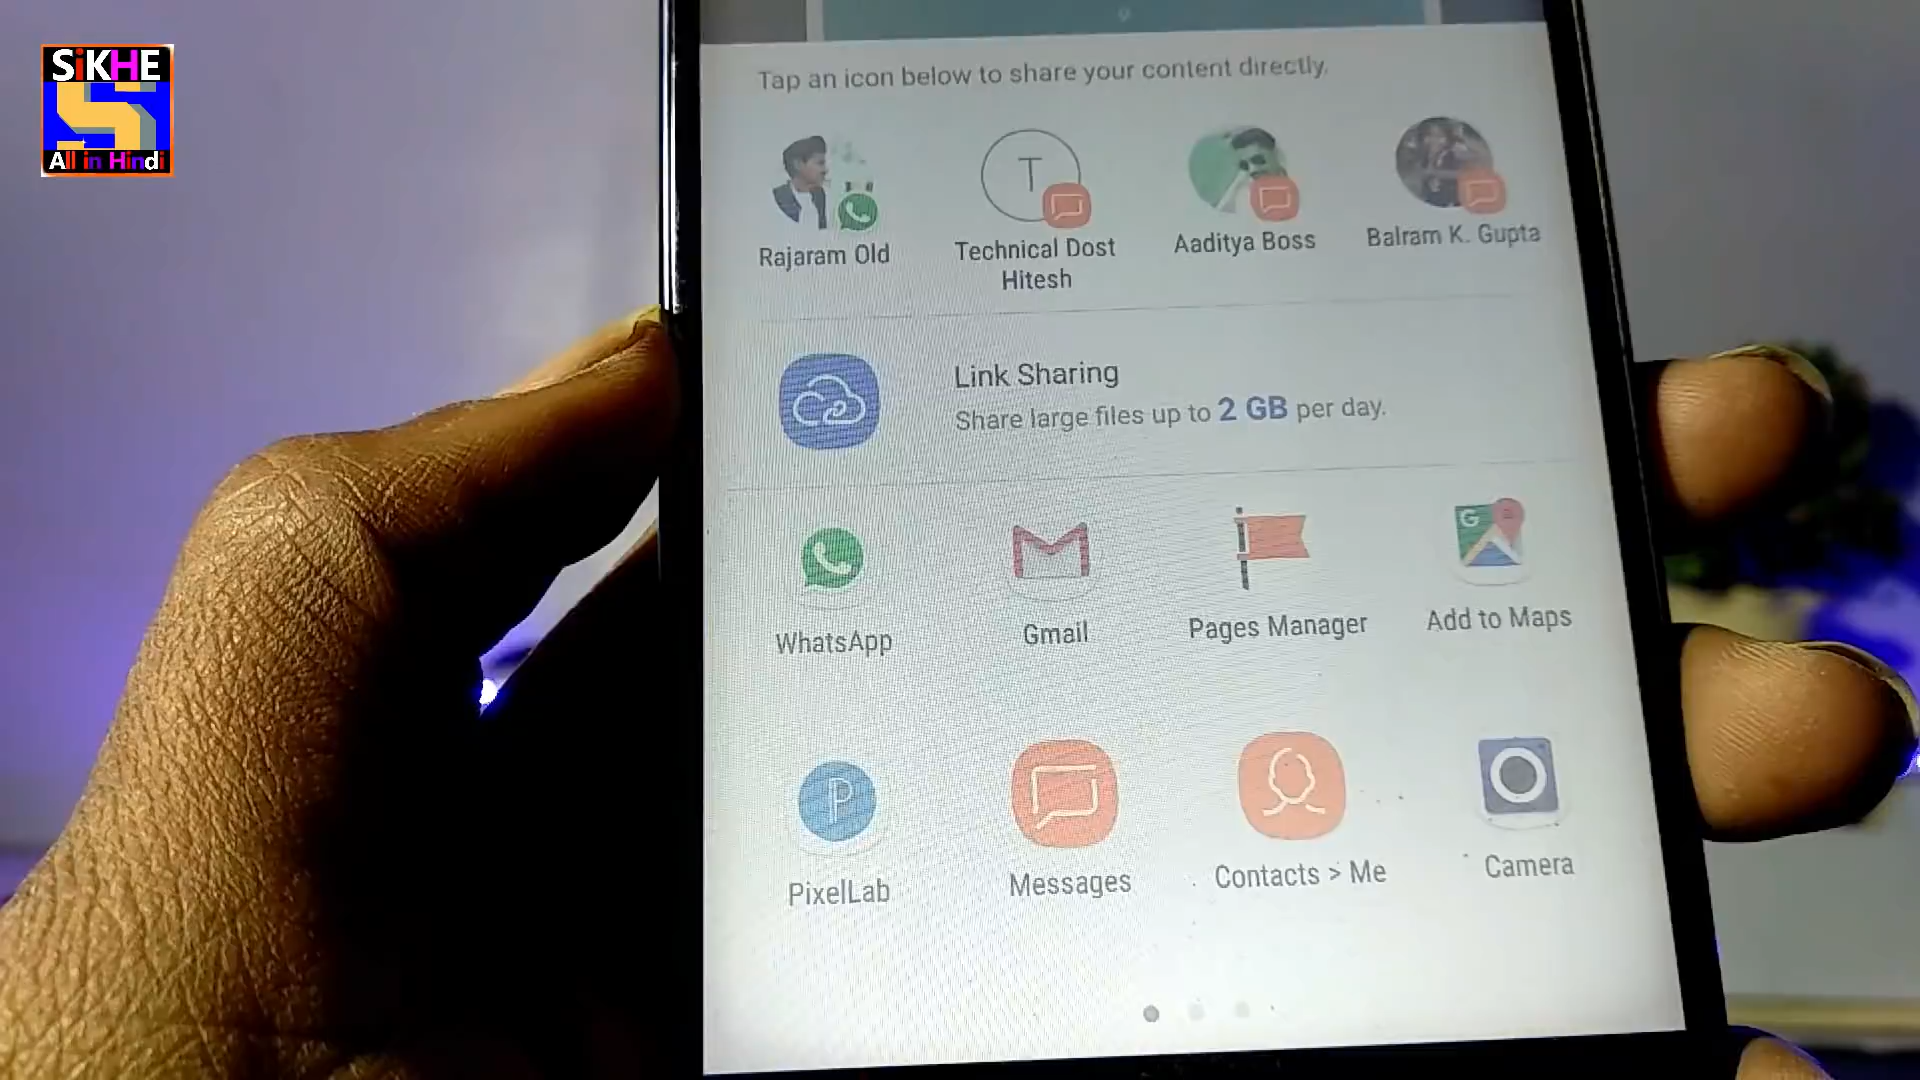 SiKHE
All in Hindi
Tap an icon below to share your content directly.
T
Rajaram Old
Technical Dost
Hitesh
Aaditya Boss
Balram K. Gupta
Link Sharing
Share large files up to 2 GB per day.
G
WhatsApp
Gmail
Pages Manager
Add to Maps
P
PixelLab
Messages
Contacts > Me
Camera